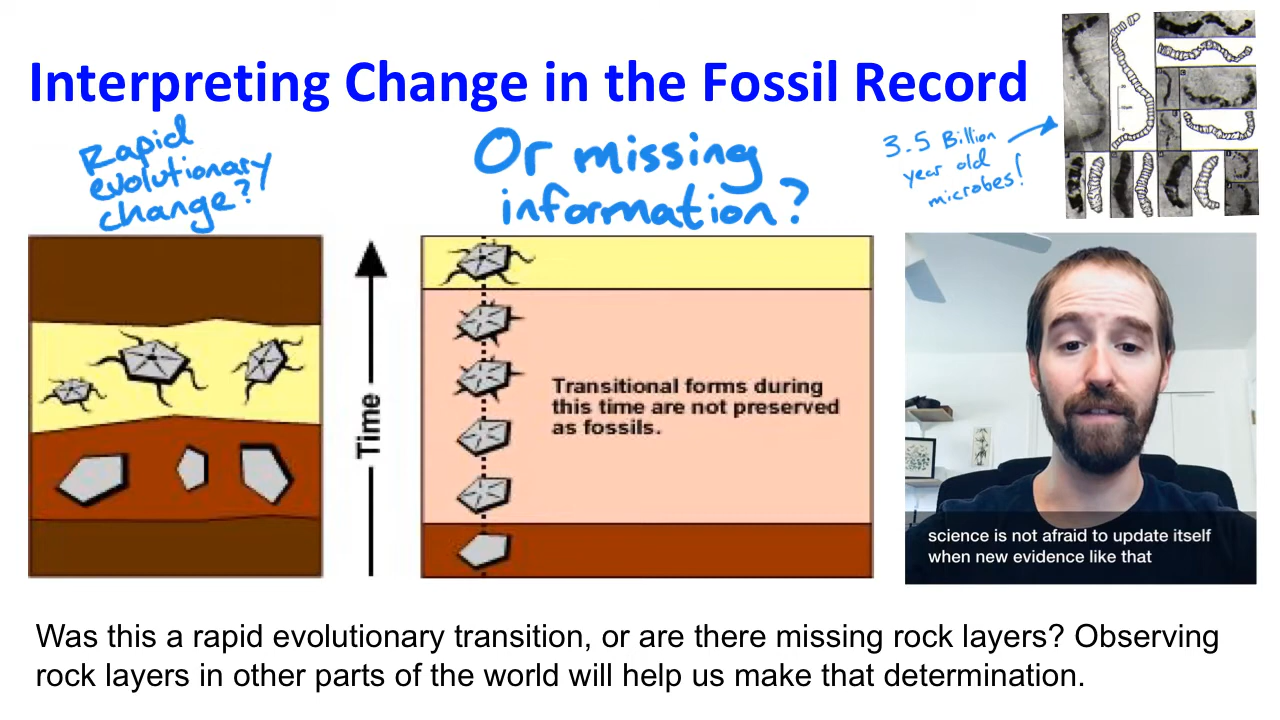 Interpreting Change in the Fossil Record
Rapid
evolutionary
change?
Or missing
information?
3.5 Billion
year old
microbes!
Time
Transitional forms during
this time are not preserved
as fossils.
science is not afraid to update itself
when new evidence like that
Was this a rapid evolutionary transition, or are there missing rock layers? Observing
rock layers in other parts of the world will help us make that determination.